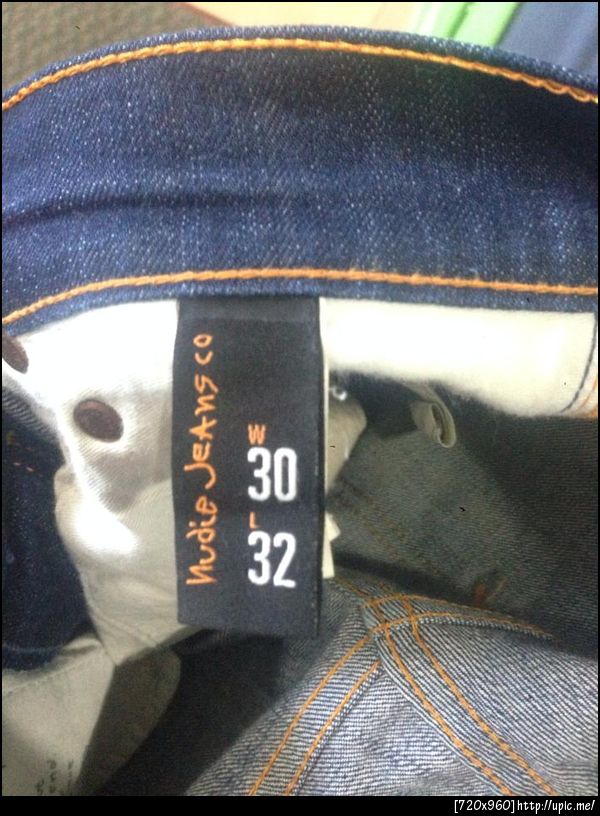 nudie Jeans co
W
30
L
32
[720x960]http://upic.me/